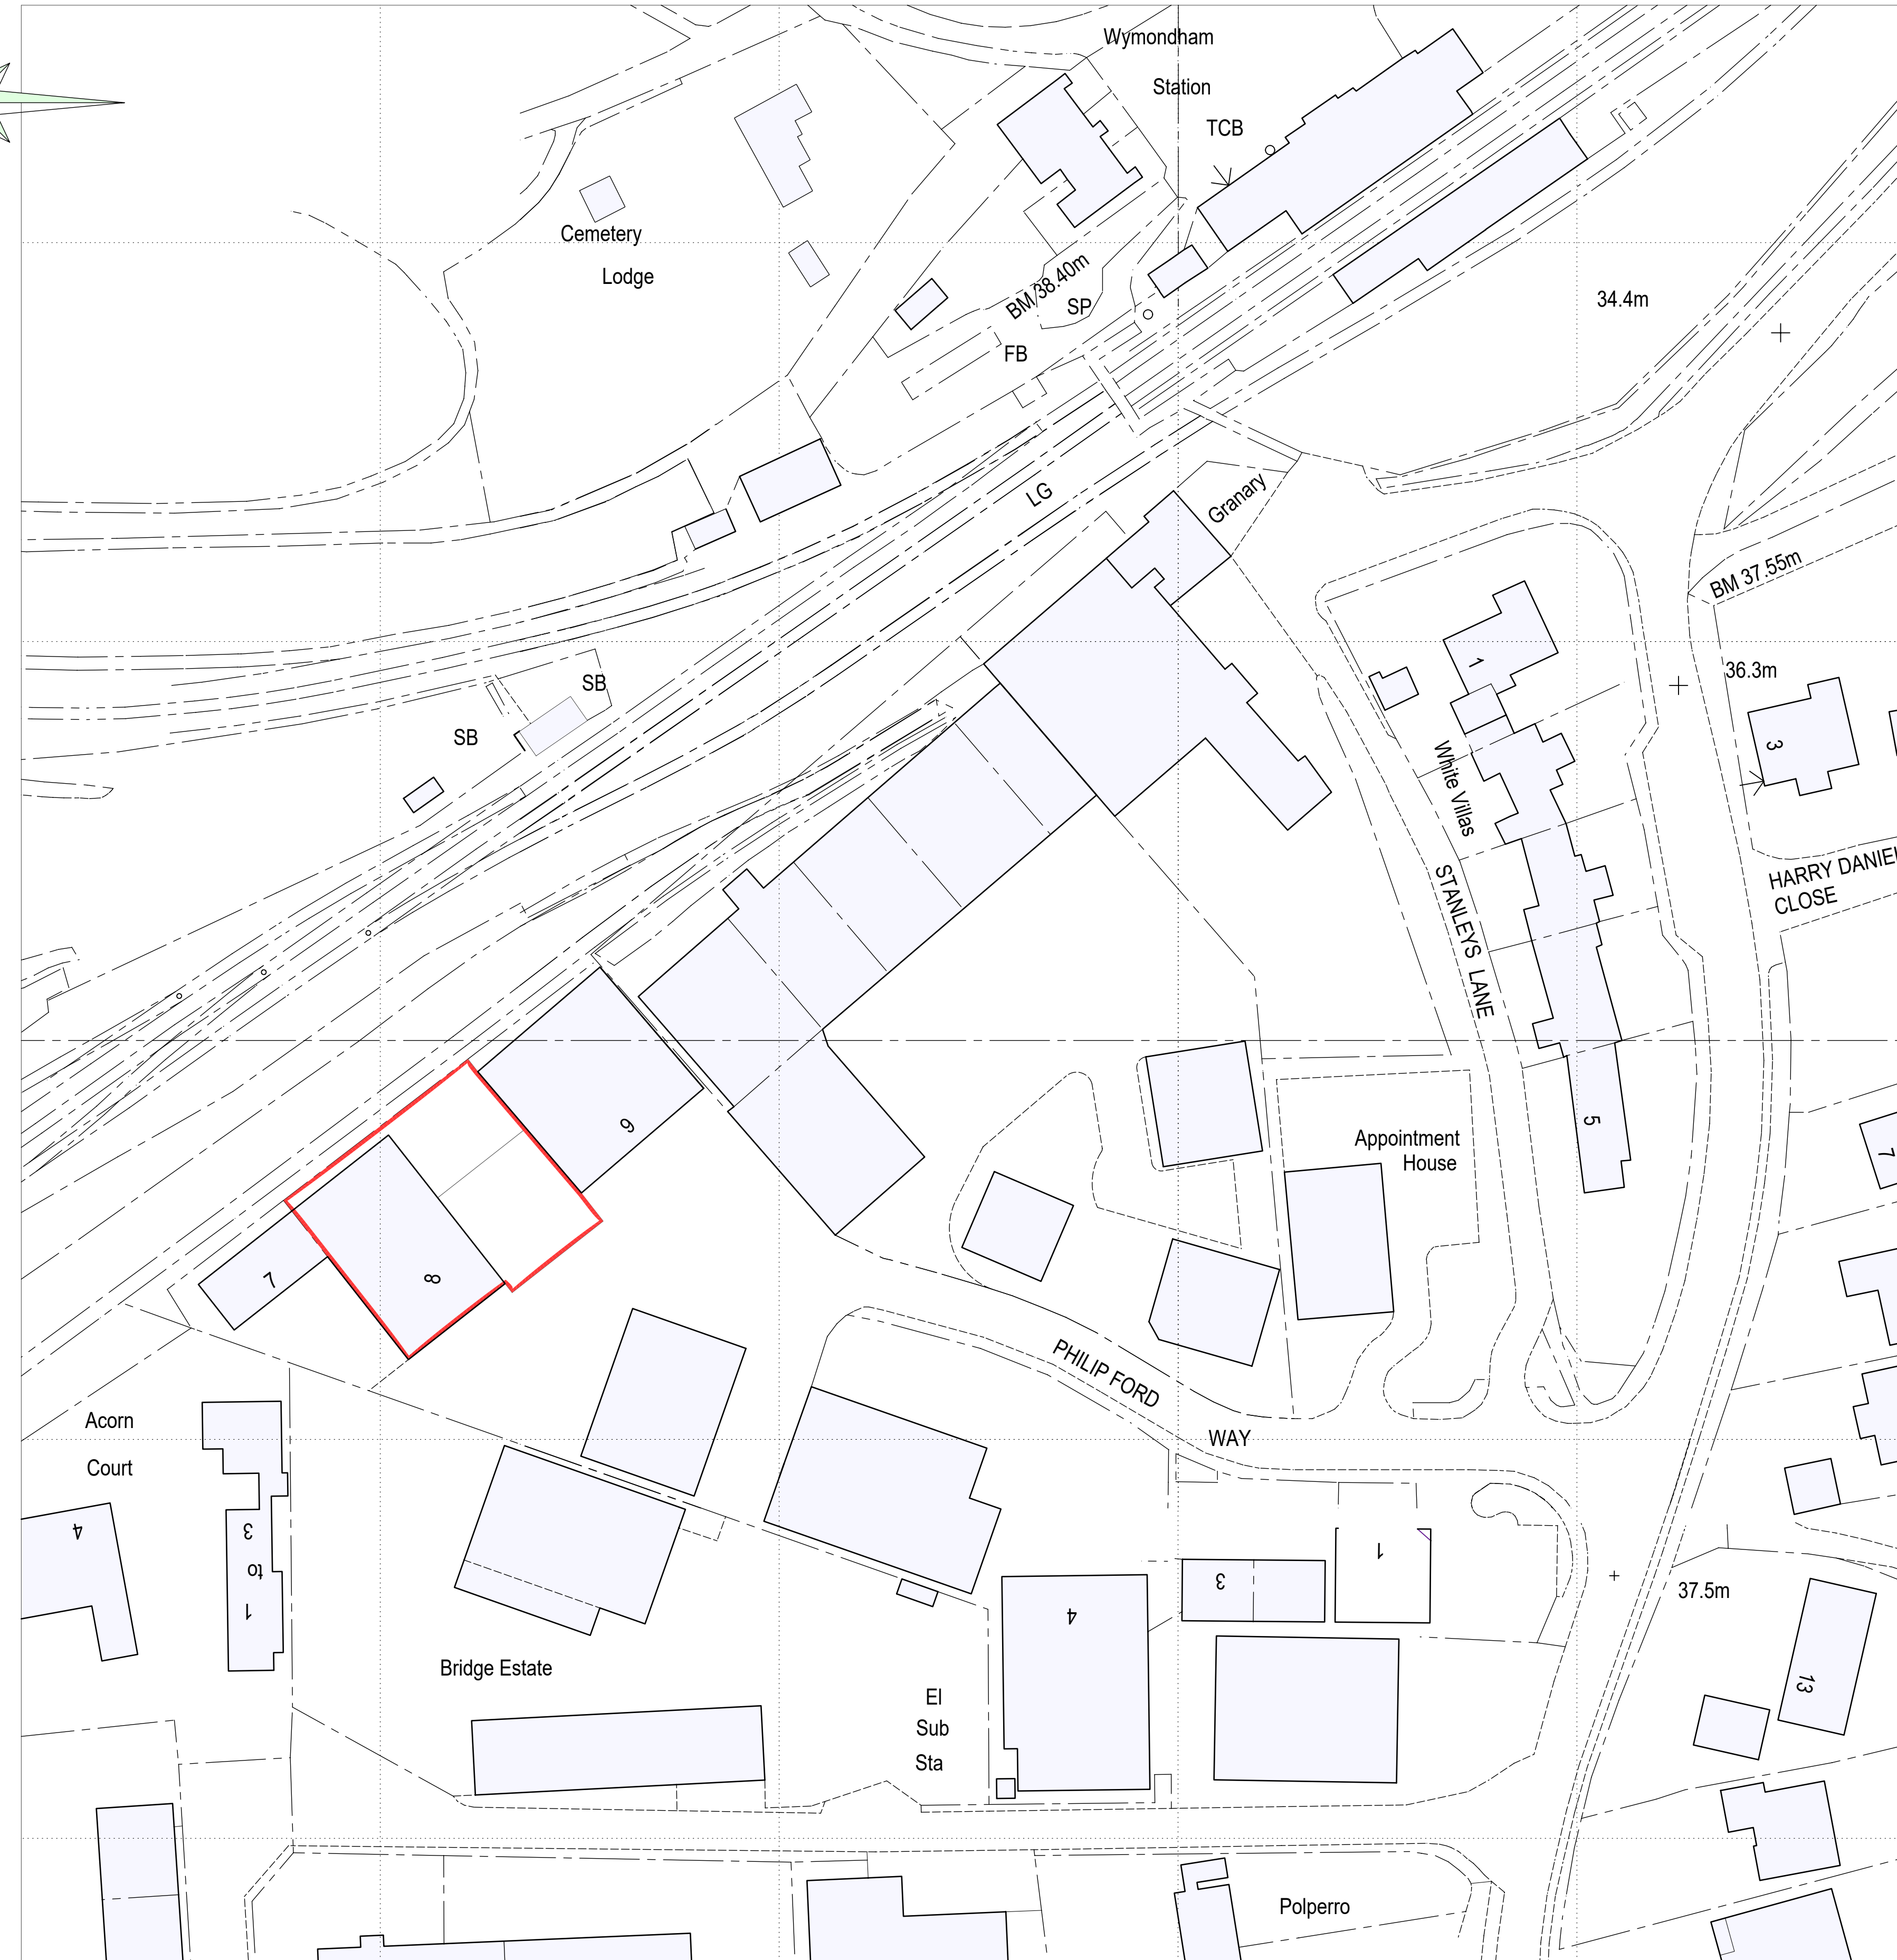 Wymondham
Station
TCB
Cemetery
Lodge
BM 38.40m
SP
FB
34.4m
LG
Granary
BM 37.55m
1
36.3m
SB
SB
3
White Villas
HARRY DANIEL
CLOSE
STANLEYS LANE
5
9
Appointment
House
7
7
8
PHILIP FORD
WAY
Acorn
Court
4
3
to
1
1
3
4
37.5m
Bridge Estate
13
El
Sub
Sta
Polperro